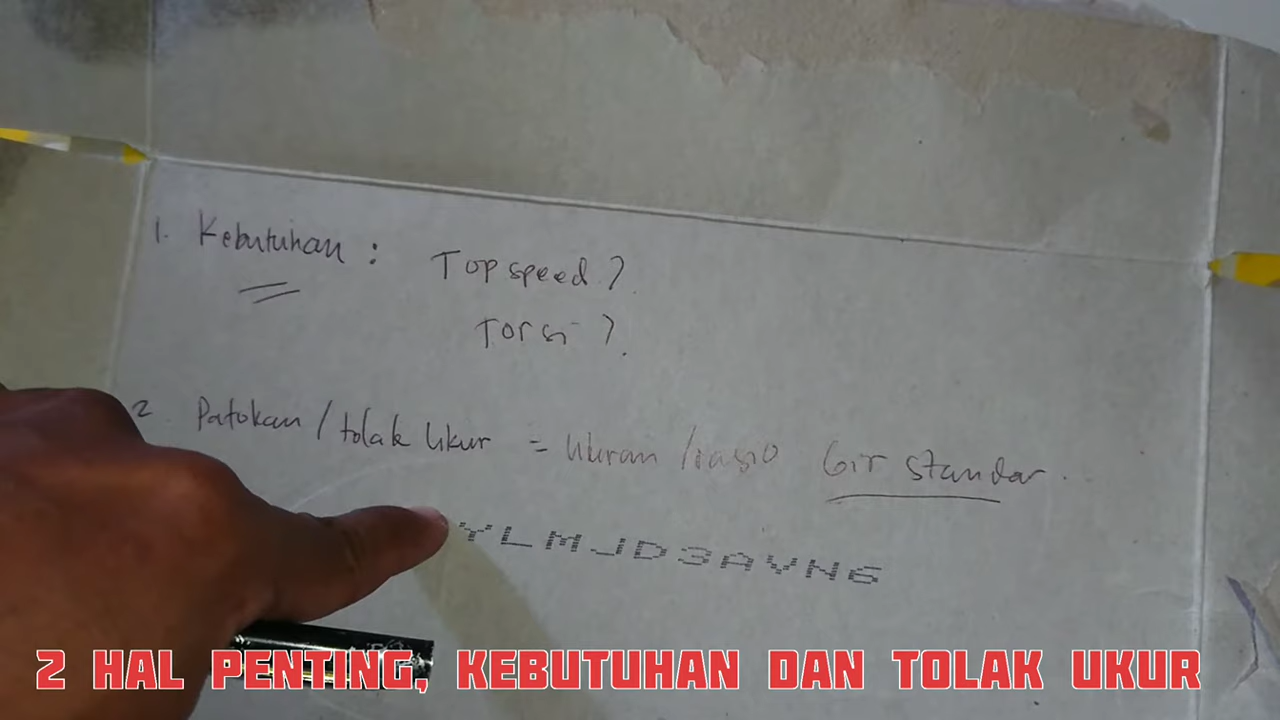 1. Kebutuhan : Top speed ?
Torsi ?
2. Patokan / tolak ukur = Ukuran / rasio Gir standar.
YLMJD3AVN6
2 HAL PENTING, KEBUTUHAN DAN TOLAK UKUR